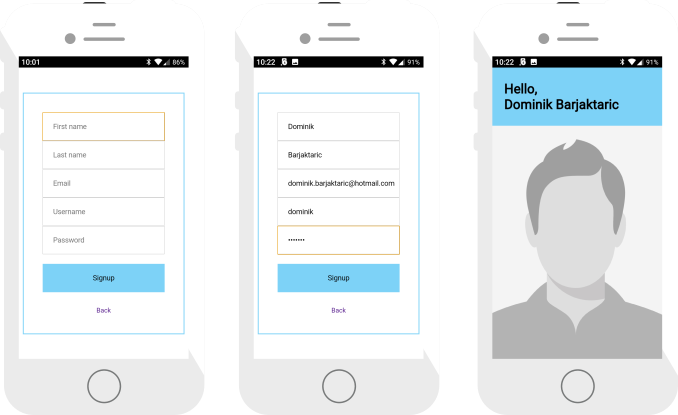 10:01
86%
First name
Last name
Email
Username
Password
Signup
Back
10:22
91%
Dominik
Barjaktaric
dominik.barjaktaric@hotmail.com
dominik
•••••••
Signup
Back
10:22
91%
Hello,
Dominik Barjaktaric